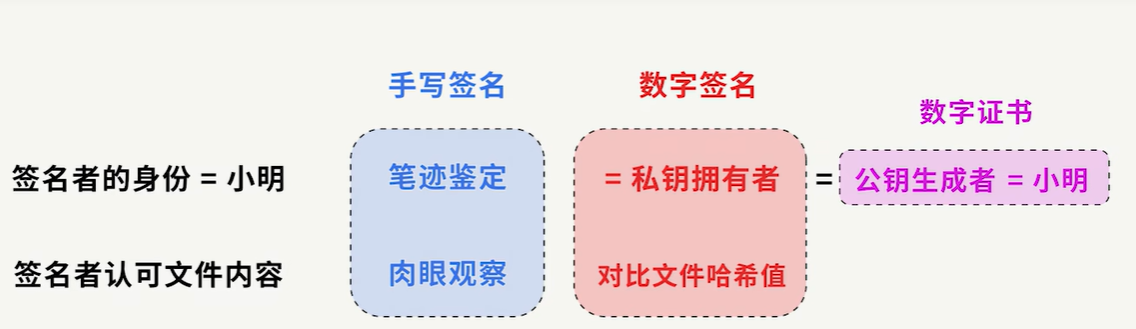 手写签名
数字签名
数字证书
签名者的身份 = 小明
笔迹鉴定
= 私钥拥有者
=
公钥生成者 = 小明
签名者认可文件内容
肉眼观察
对比文件哈希值